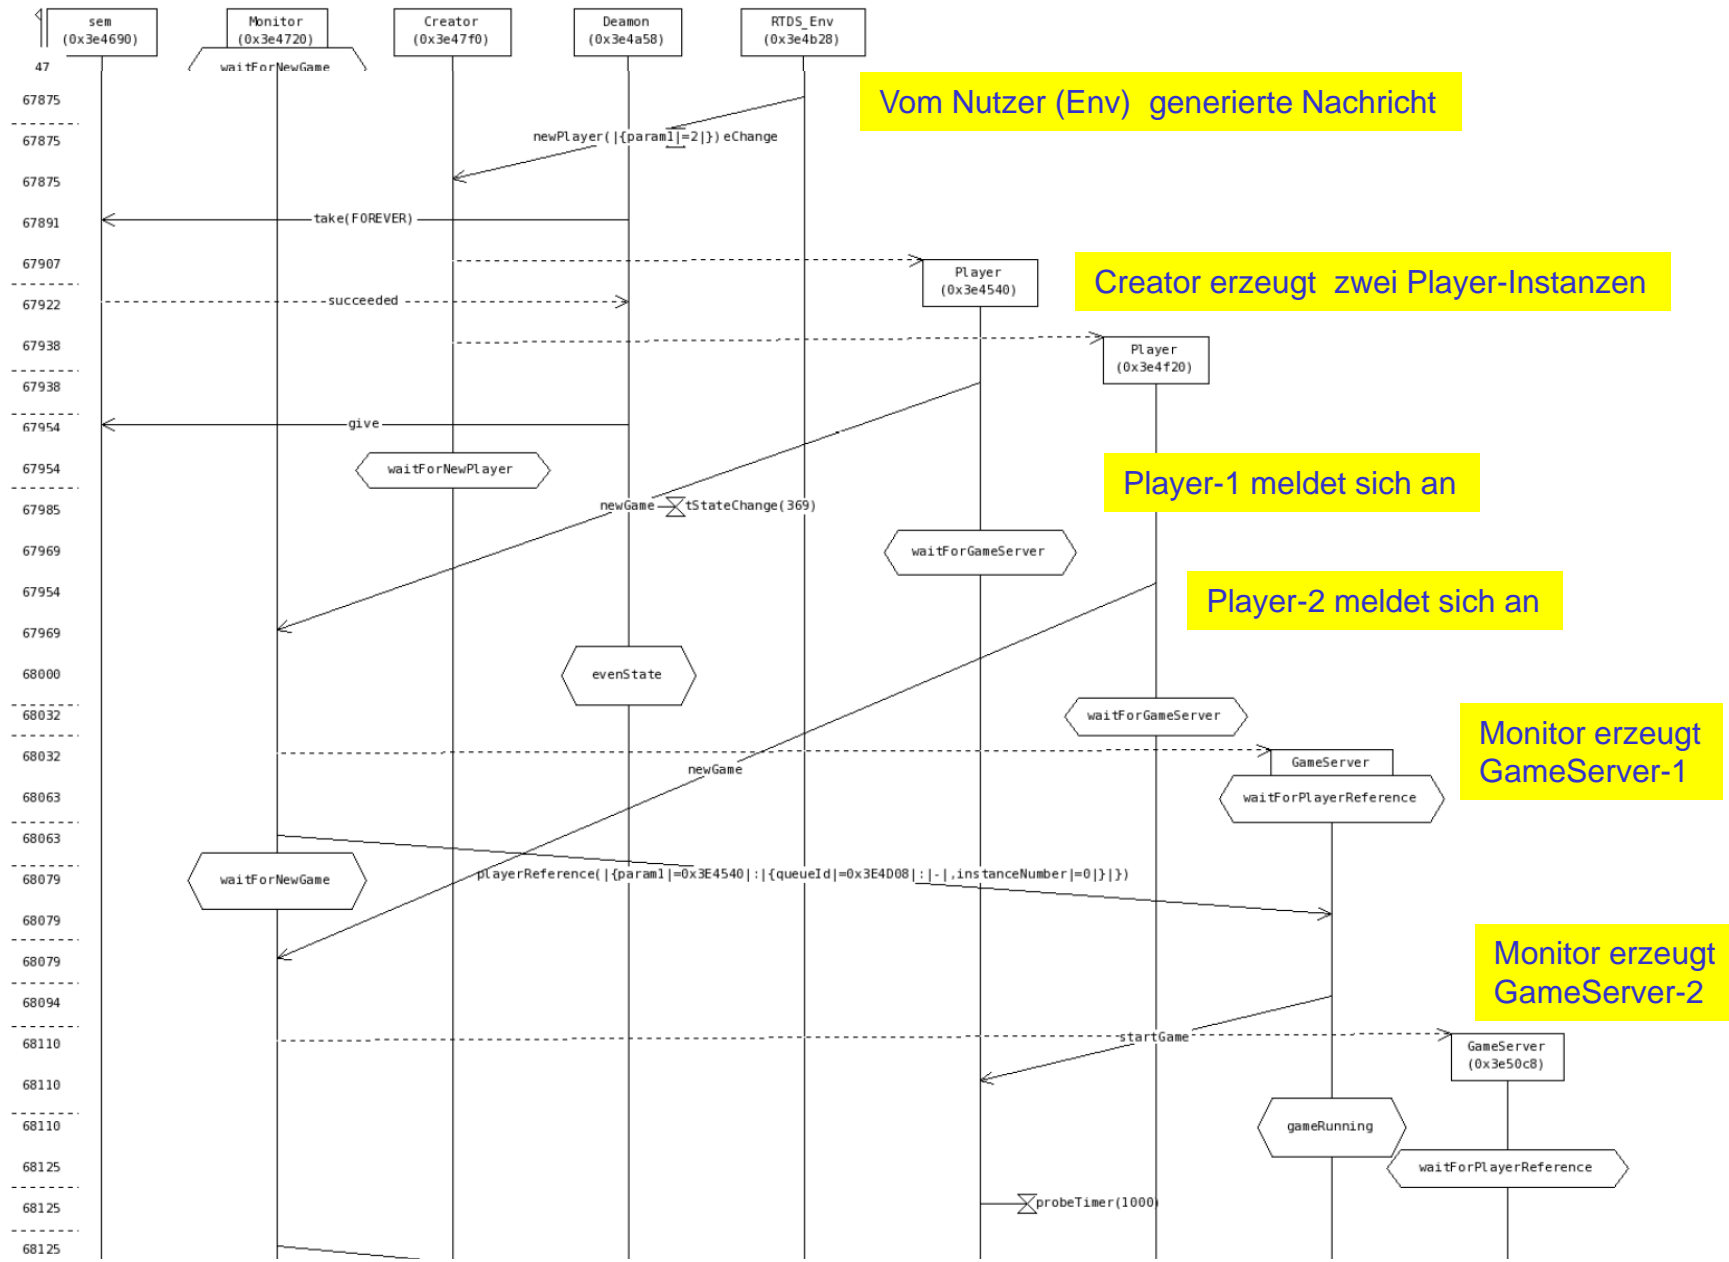 sem
(0x3e4690)
Monitor
(0x3e4720)
Creator
(0x3e47f0)
Deamon
(0x3e4a58)
RTDS_Env
(0x3e4b28)
waitForNewGame
47
67875
Vom Nutzer (Env) generierte Nachricht
67875
newPlayer(|{param1|=2|})
eChange
67875
67891
take(FOREVER)
67907
Player
(0x3e4540)
Creator erzeugt zwei Player-Instanzen
67922
succeeded
67938
Player
(0x3e4f20)
67938
67954
give
67954
waitForNewPlayer
Player-1 meldet sich an
67985
newGame
tStateChange(369)
67969
waitForGameServer
67954
Player-2 meldet sich an
67969
68000
evenState
68032
waitForGameServer
Monitor erzeugt
GameServer-1
68032
newGame
GameServer
68063
waitForPlayerReference
68063
68079
waitForNewGame
playerReference(|{param1|=0x3E4540|:|{queueId|=0x3E4D08|:|-|,instanceNumber|=0|}|})
68079
68079
Monitor erzeugt
GameServer-2
68094
68110
startGame
GameServer
(0x3e50c8)
68110
68110
gameRunning
68125
waitForPlayerReference
68125
probeTimer(1000)
68125